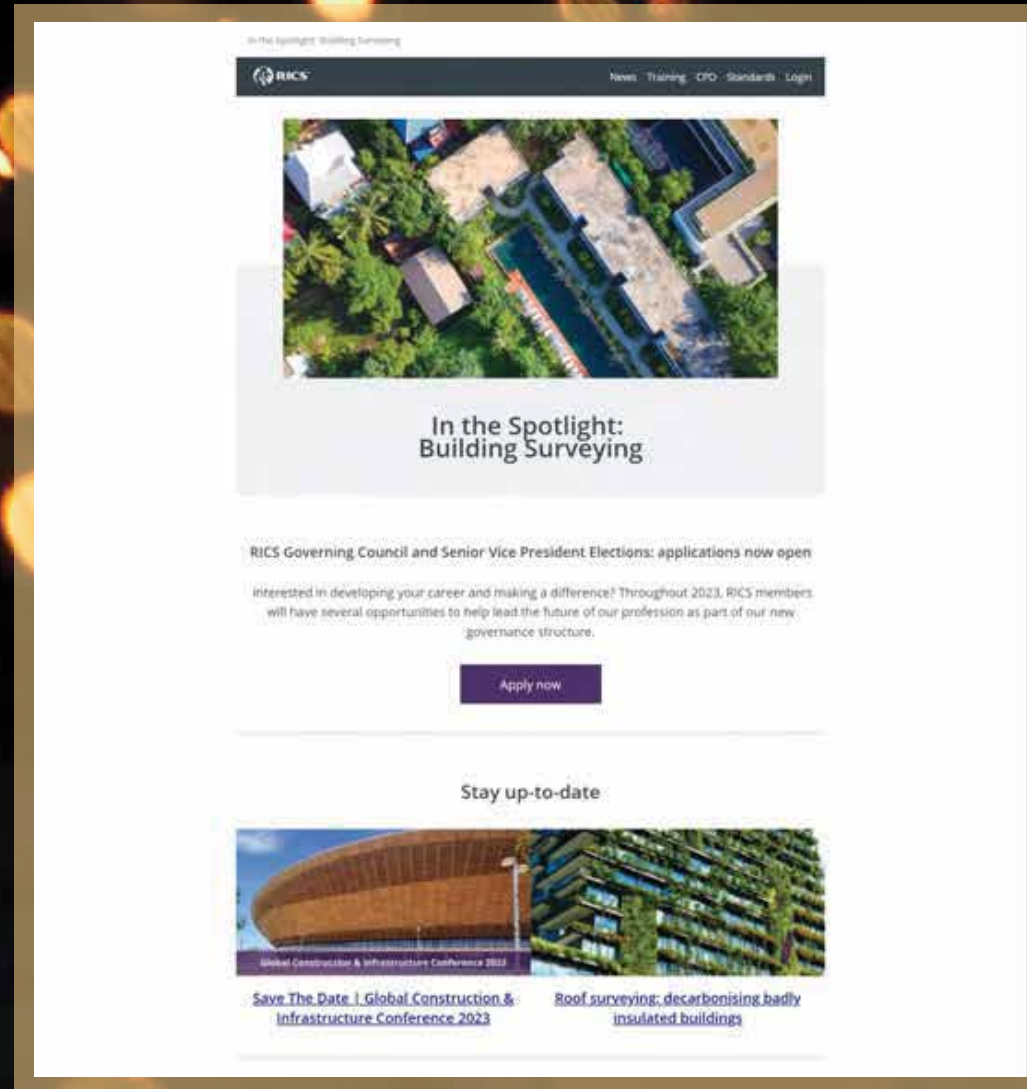 In the Spotlight: Building Surveying
RICS
News Training CPD Standards Login
In the Spotlight:
Building Surveying
RICS Governing Council and Senior Vice President Elections: applications now open
Interested in developing your career and making a difference? Throughout 2023, RICS members
will have several opportunities to help lead the future of our profession as part of our new
governance structure.
Apply now
Stay up-to-date
Global Construction & Infrastructure Conference 2023
Save The Date | Global Construction &
Infrastructure Conference 2023
Roof surveying: decarbonising badly
insulated buildings